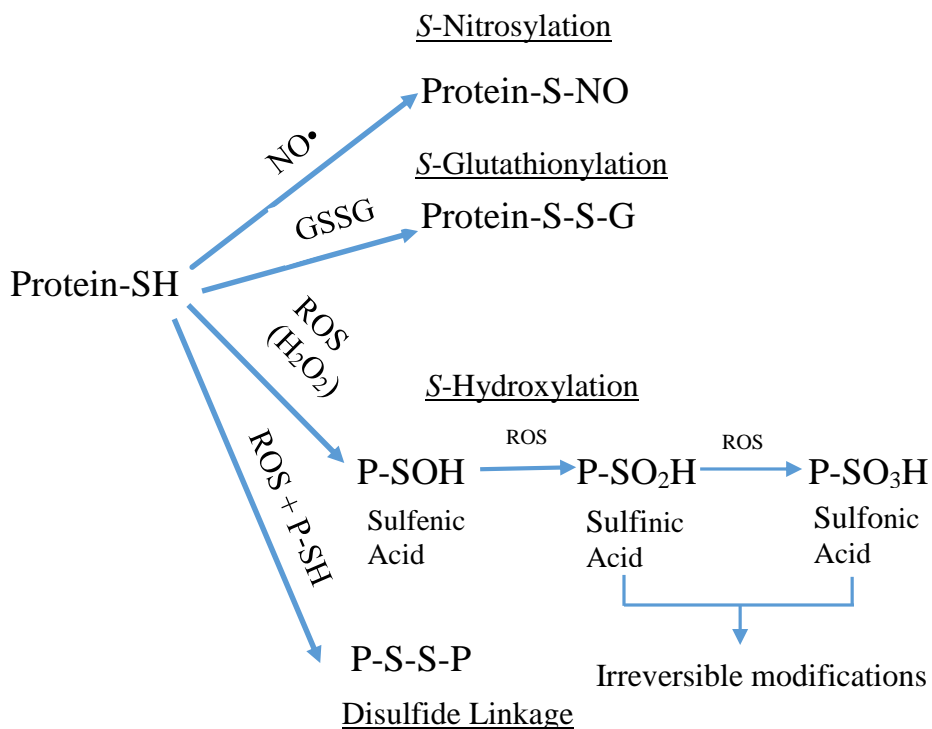 S-Nitrosylation
Protein-S-NO
NO•
S-Glutathionylation
GSSG
Protein-S-S-G
Protein-SH
ROS
(H₂O₂)
S-Hydroxylation
ROS
ROS
ROS + P-SH
P-SOH
P-SO₂H
P-SO₃H
Sulfenic
Acid
Sulfinic
Acid
Sulfonic
Acid
P-S-S-P
Irreversible modifications
Disulfide Linkage